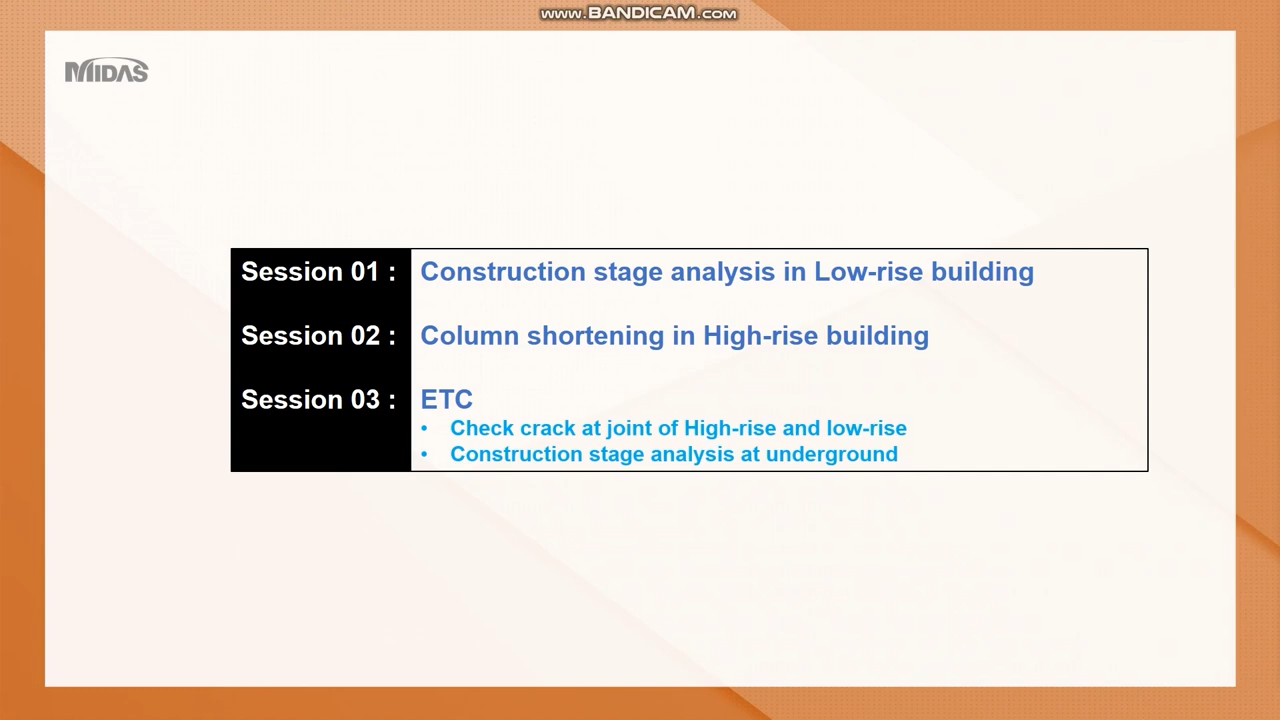 www.BANDICAM.com
MIDAS
Session 01 : Construction stage analysis in Low-rise building
Session 02 : Column shortening in High-rise building
Session 03 : ETC
• Check crack at joint of High-rise and low-rise
• Construction stage analysis at underground